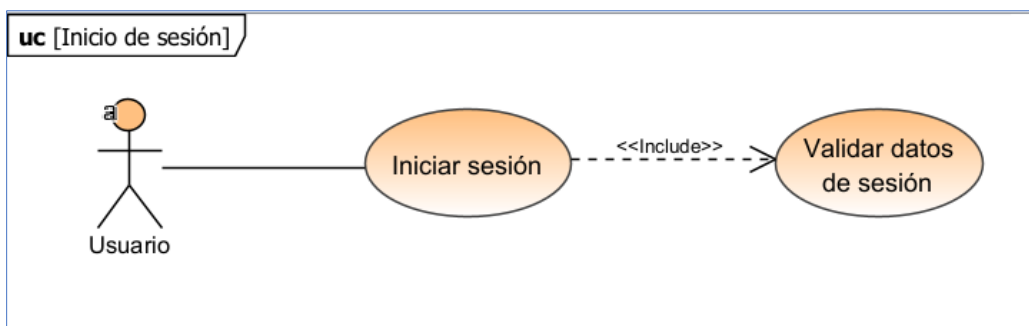 uc [Inicio de sesión]
a
<<Include>>
Iniciar sesión
Validar datos
de sesión
Usuario